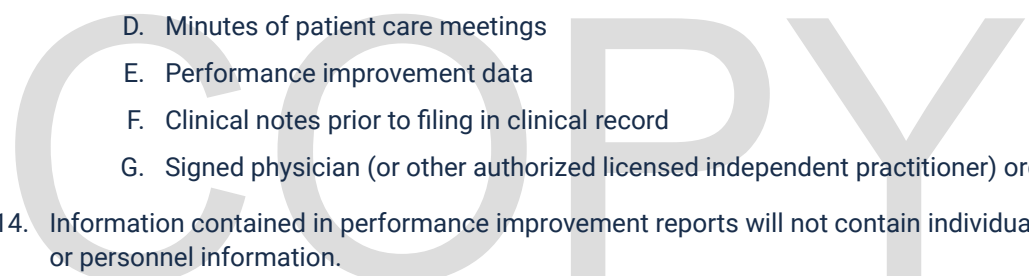 COPY
D. Minutes of patient care meetings
E. Performance improvement data
F. Clinical notes prior to filing in clinical record
G. Signed physician (or other authorized licensed independent practitioner)
14. Information contained in performance improvement reports will not contain
or personnel information.